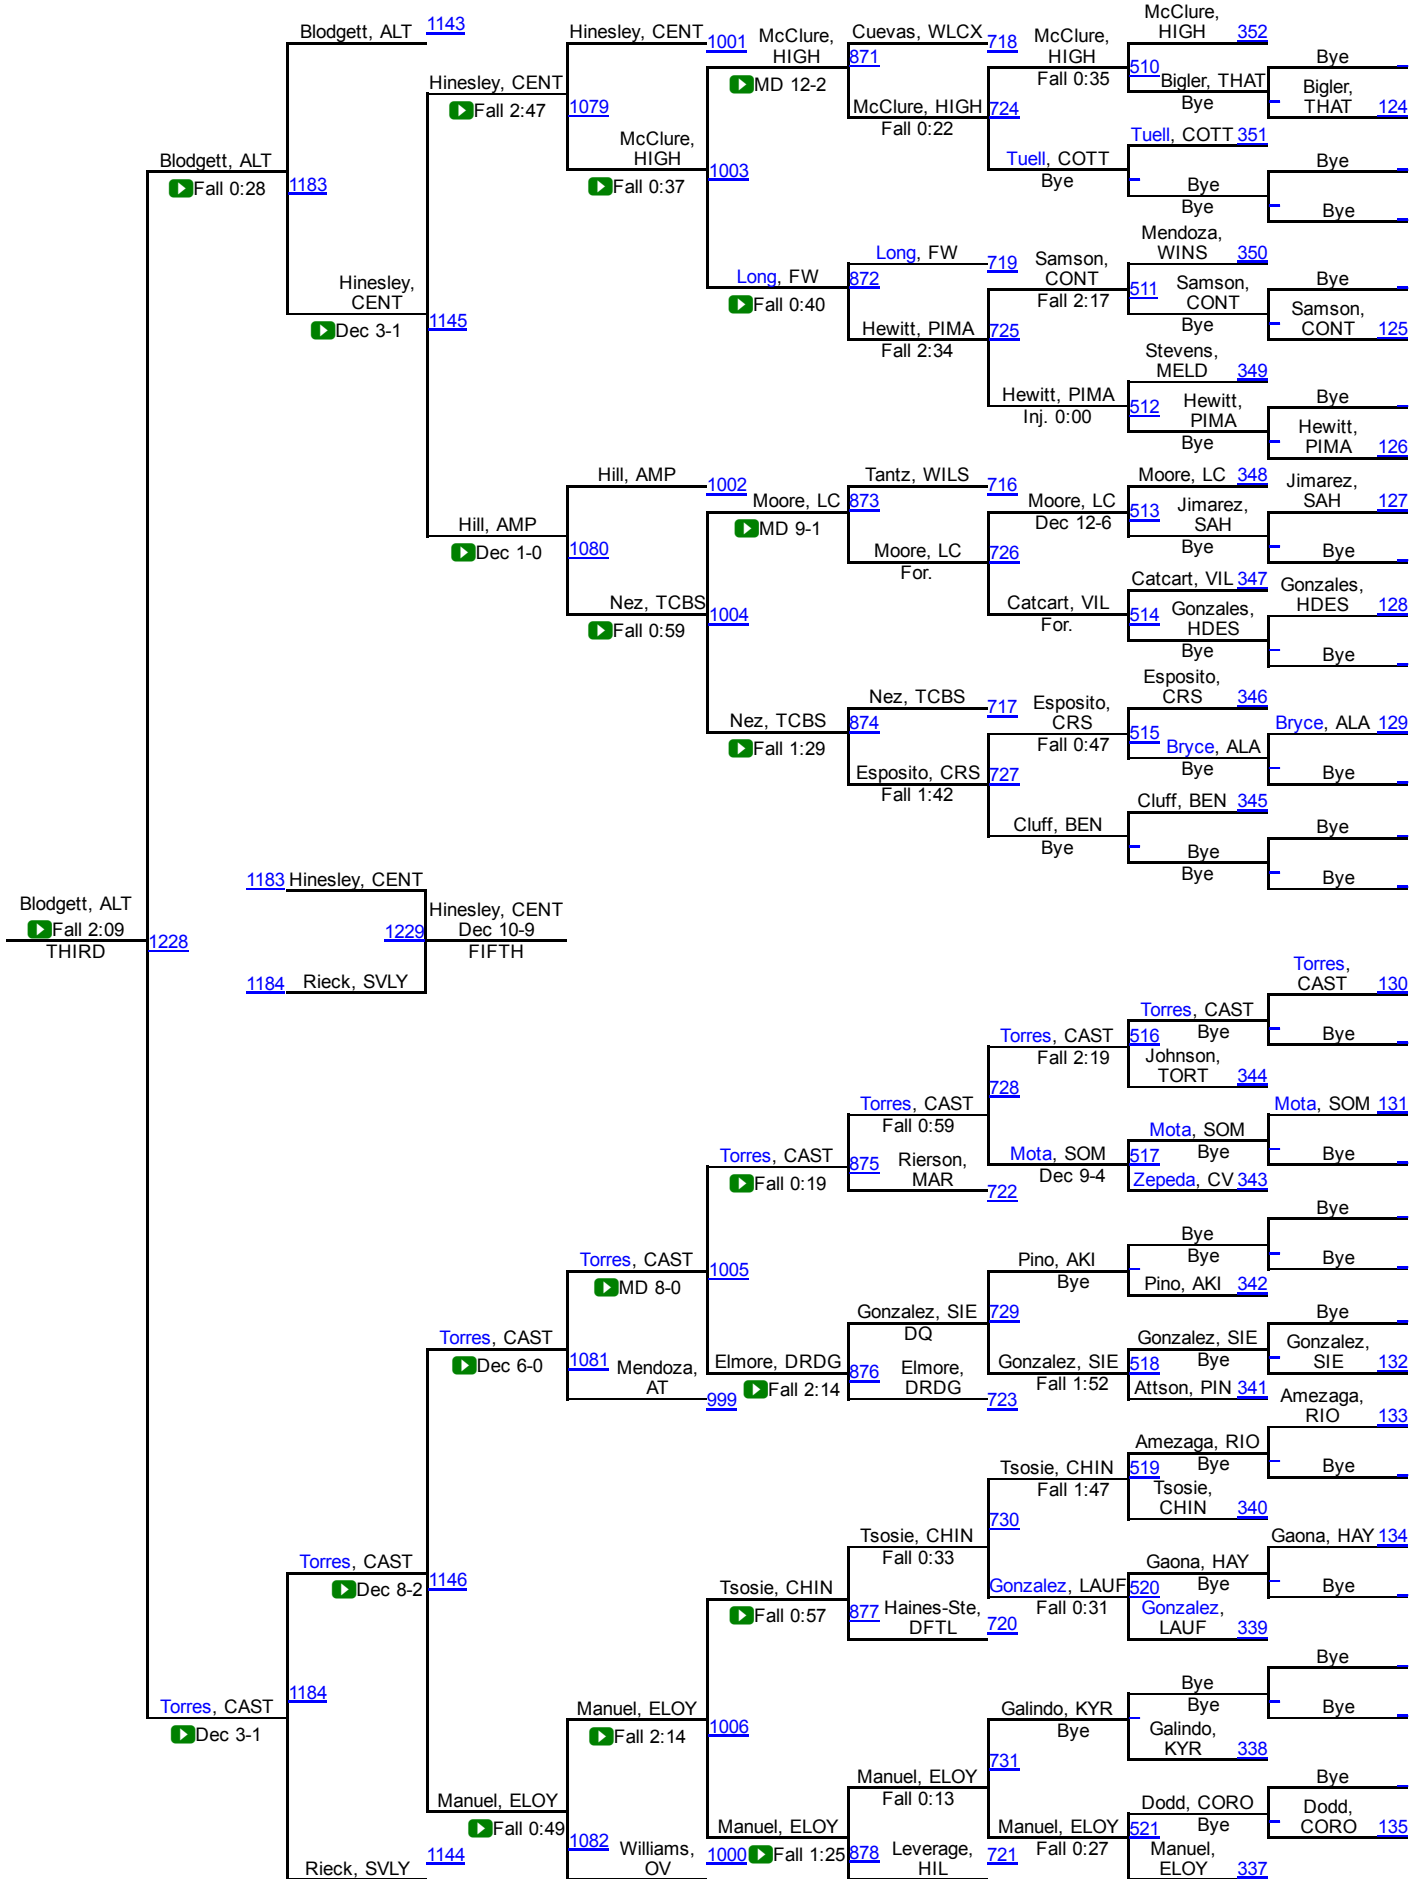 McClure,
Blodgett, ALT 1143
Hinesley, CENT 1001 McClure,
HIGH
Cuevas, WLCX 718 McClure,
HIGH
HIGH 352
871
510
Bye
Hinesley, CENT
MD 12-2
Fall 0:35
Bigler, THAT
Bye
Bigler,
THAT 124
Fall 2:47
1079
McClure, HIGH 724
Fall 0:22
McClure,
HIGH
Tuell, COTT 351
Blodgett, ALT
Fall 0:28
1183
Fall 0:37
1003
Tuell, COTT
Bye
Bye
Bye
Bye
Bye
Mendoza,
WINS 350
Long, FW 719
Samson,
CONT
Hinesley,
CENT
Long, FW
872
Fall 2:17
511 Samson,
CONT
Bye
Fall 0:40
Bye
Samson,
CONT 125
Dec 3-1
1145
Hewitt, PIMA 725
Fall 2:34
Stevens,
MELD 349
Hewitt, PIMA
Inj. 0:00
512 Hewitt,
PIMA
Bye
Bye
Hewitt,
PIMA 126
Hill, AMP 1002
Tantz, WILS 716
Moore, LC 348
Jimarez,
SAH 127
Moore, LC 873
MD 9-1
Moore, LC
Dec 12-6
513 Jimarez,
SAH
Bye
Bye
Hill, AMP
Dec 1-0
1080
Moore, LC 726
For.
Catcart, VIL 347
Gonzales,
HDES 128
Nez, TCBS
Fall 0:59
1004
Catcart, VIL
For.
514 Gonzales,
HDES
Bye
Bye
Esposito,
CRS 346
Nez, TCBS 717
Esposito,
CRS
Nez, TCBS
Fall 1:29
874
Fall 0:47
515
Bryce, ALA
Bye
Bryce, ALA 129
Bye
Esposito, CRS 727
Fall 1:42
Cluff, BEN 345
Cluff, BEN
Bye
Bye
Bye
Bye
Bye
1183 Hinesley, CENT
Blodgett, ALT
Fall 2:09
THIRD
1228
1229
Hinesley, CENT
Dec 10-9
FIFTH
1184 Rieck, SVLY
Torres,
CAST 130
Torres, CAST
516 Bye
Bye
Torres, CAST
Fall 2:19
Johnson,
TORT 344
728
Torres, CAST
Fall 0:59
Mota, SOM 131
Mota, SOM
517 Bye
Bye
Torres, CAST
Fall 0:19
875 Rierson,
MAR 722
Mota, SOM
Dec 9-4
Zepeda, CV 343
Bye
Bye
Bye
Bye
Torres, CAST
MD 8-0
1005
Pino, AKI
Bye
Pino, AKI 342
Gonzalez, SIE 729
DQ
Bye
Torres, CAST
Dec 6-0
1081 Mendoza,
AT 999
Elmore, DRDG
Fall 2:14
876 Elmore,
DRDG 723
Gonzalez, SIE
Fall 1:52
Gonzalez, SIE
518 Bye
Gonzalez,
SIE 132
Attson, PIN 341
Amezaga,
RIO 133
Amezaga, RIO
519 Bye
Bye
Tsosie, CHIN
Fall 1:47
Tsosie,
CHIN 340
730
Tsosie, CHIN
Fall 0:33
Gaona, HAY 134
Gaona, HAY
520 Bye
Bye
Torres, CAST
Dec 8-2
1146
Tsosie, CHIN
Fall 0:57
877 Haines-Ste,
DFTL 720
Gonzalez, LAUF
Fall 0:31
Gonzalez,
LAUF 339
Bye
Bye
Bye
Bye
1184
Torres, CAST
Dec 3-1
Manuel, ELOY
Fall 2:14
1006
Galindo, KYR
Bye
Galindo,
KYR 338
731
Manuel, ELOY
Fall 0:13
Bye
Manuel, ELOY
Fall 0:49
1082 Williams,
OV
1000
Manuel, ELOY
Fall 1:25
878 Leverage,
HIL
721
Manuel, ELOY
Fall 0:27
Dodd, CORO
521 Bye
Dodd,
CORO 135
Manuel,
ELOY 337
Rieck, SVLY 1144